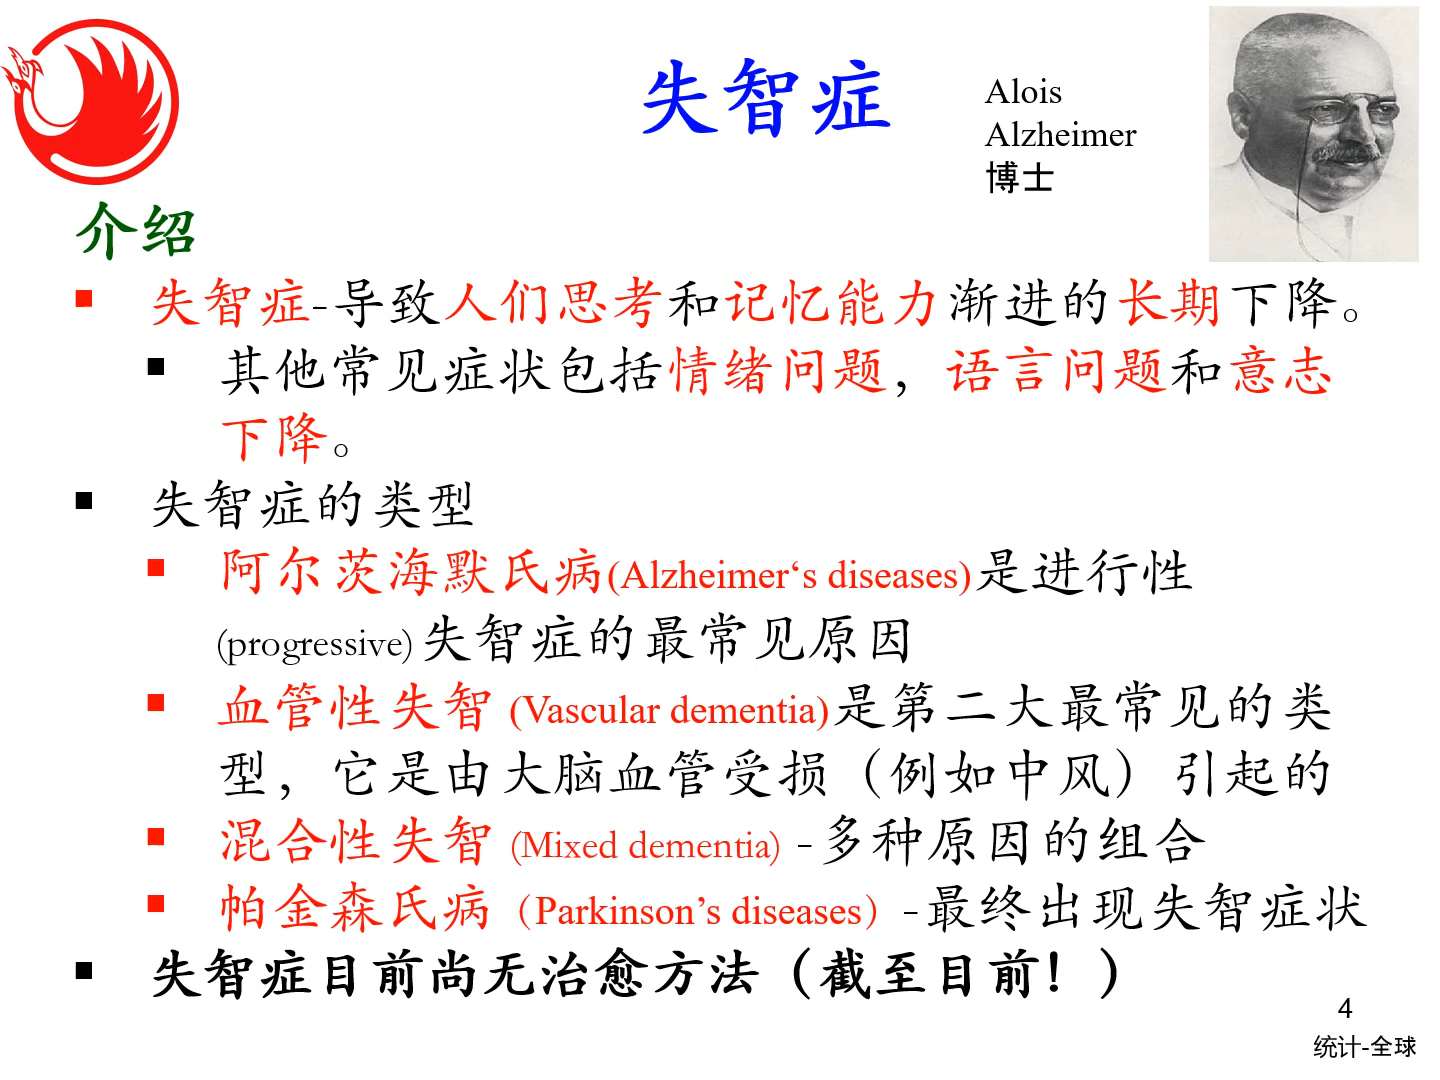 失智症
Alois
Alzheimer
博士
介绍
失智症-导致人们思考和记忆能力渐进的长期下降。
其他常见症状包括情绪问题，语言问题和意志
下降。
失智症的类型
阿尔茨海默氏病(Alzheimer‘s diseases)是进行性
(progressive)失智症的最常见原因
血管性失智 (Vascular dementia)是第二大最常见的类
型，它是由大脑血管受损（例如中风）引起的
混合性失智 (Mixed dementia) -多种原因的组合
帕金森氏病（Parkinson’s diseases）-最终出现失智症状
失智症目前尚无治愈方法（截至目前！）
4
统计-全球